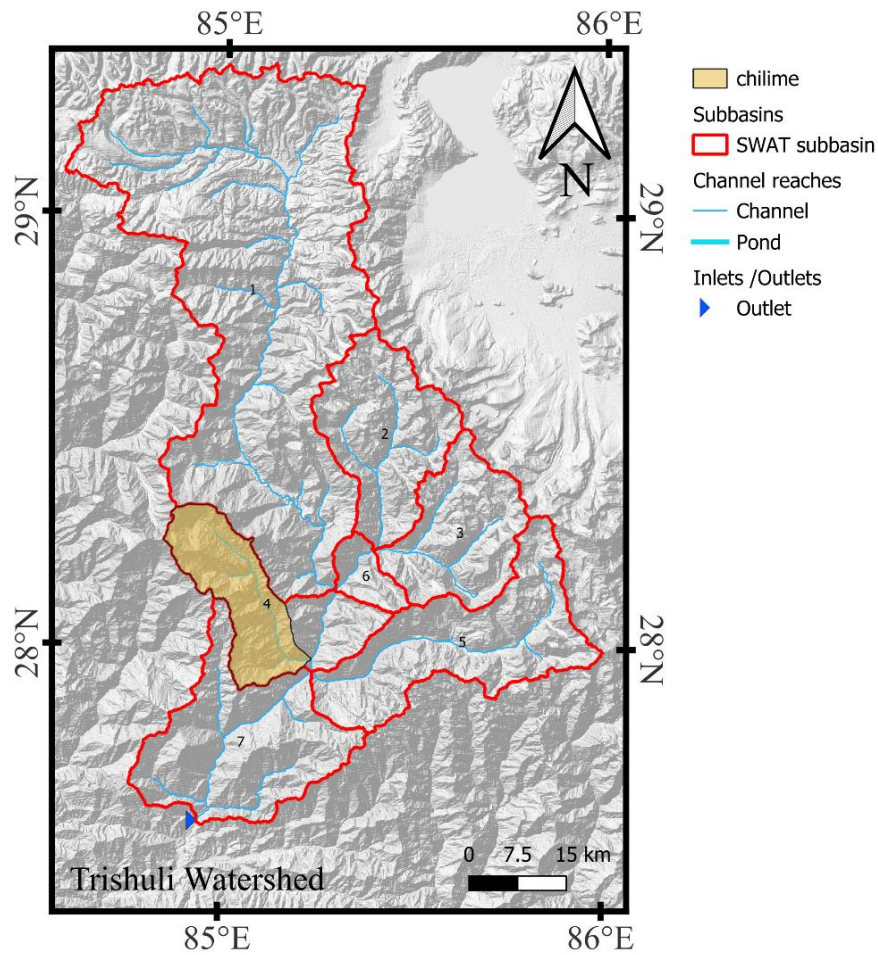 85°E
86°E
chilime
Subbasins
SWAT subbasin
Channel reaches
Channel
Pond
Inlets /Outlets
Outlet
N
29°N
29°N
1
2
3
6
4
28°N
28°N
5
7
0 7.5 15 km
Trishuli Watershed
85°E
86°E